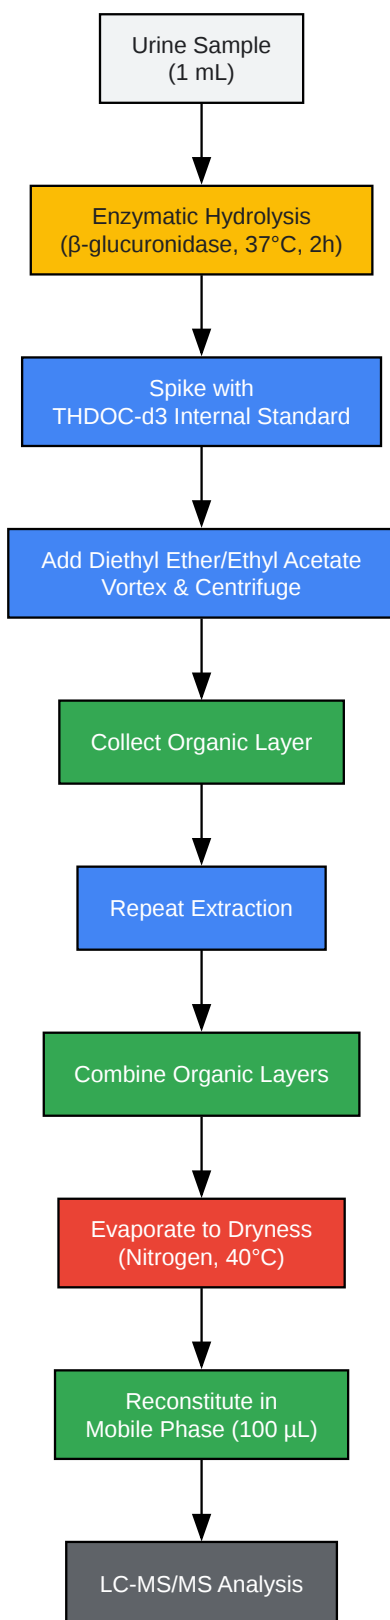 Urine Sample
(1 mL)
Enzymatic Hydrolysis
(β-glucuronidase, 37°C, 2h)
Spike with
THDOC-d3 Internal Standard
Add Diethyl Ether/Ethyl Acetate
Vortex & Centrifuge
Collect Organic Layer
Repeat Extraction
Combine Organic Layers
Evaporate to Dryness
(Nitrogen, 40°C)
Reconstitute in
Mobile Phase (100 µL)
LC-MS/MS Analysis